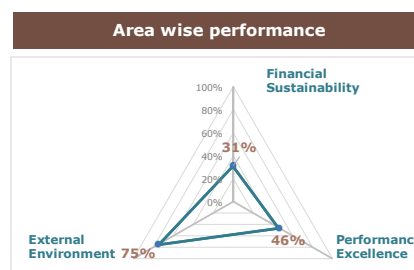 Area wise performance
Financial
Sustainability
100%
80%
60%
31%
40%
20%
0%
External
Environment
75%
46%
Performanc
Excellence